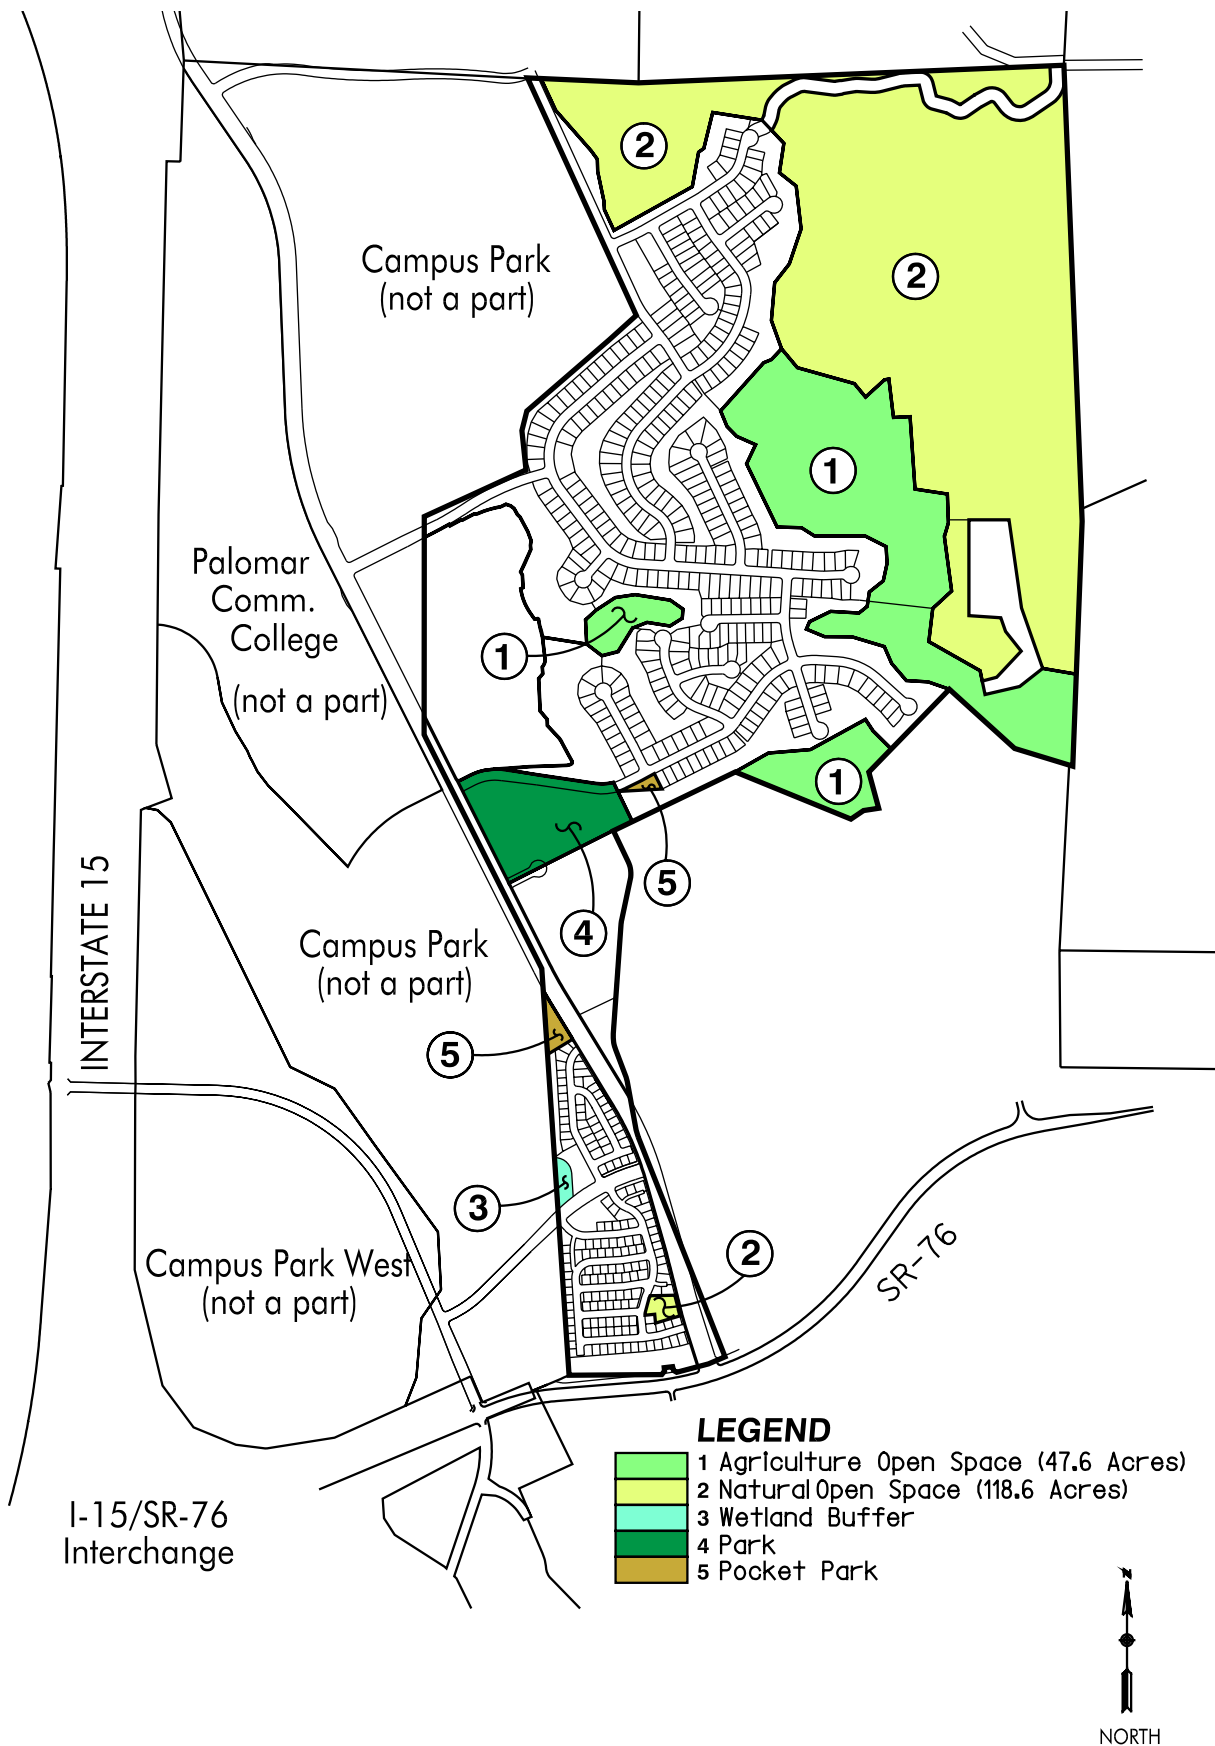 2
Campus Park
(not a part)
2
1
Palomar
Comm.
College
(not a part)
1
1
5
4
INTERSTATE 15
Campus Park
(not a part)
5
3
2
SR-76
Campus Park West
(not a part)
LEGEND
1 Agriculture Open Space (47.6 Acres)
2 Natural Open Space (118.6 Acres)
3 Wetland Buffer
4 Park
5 Pocket Park
I-15/SR-76
Interchange
N
NORTH